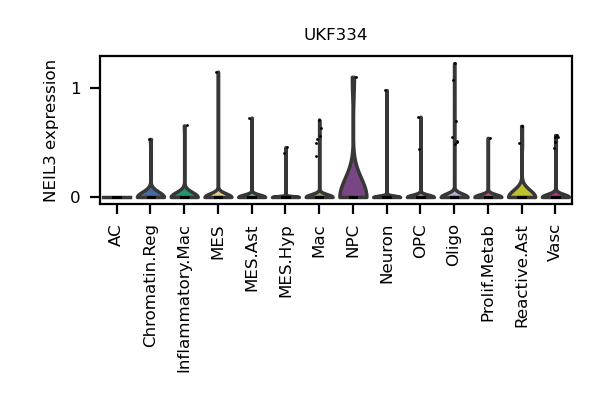 UKF334
NEIL3 expression
1
0
AC
Chromatin.Reg
Inflammatory.Mac
MES
MES.Ast
MES.Hyp
Mac
NPC
Neuron
OPC
Oligo
Prolif.Metab
Reactive.Ast
Vasc